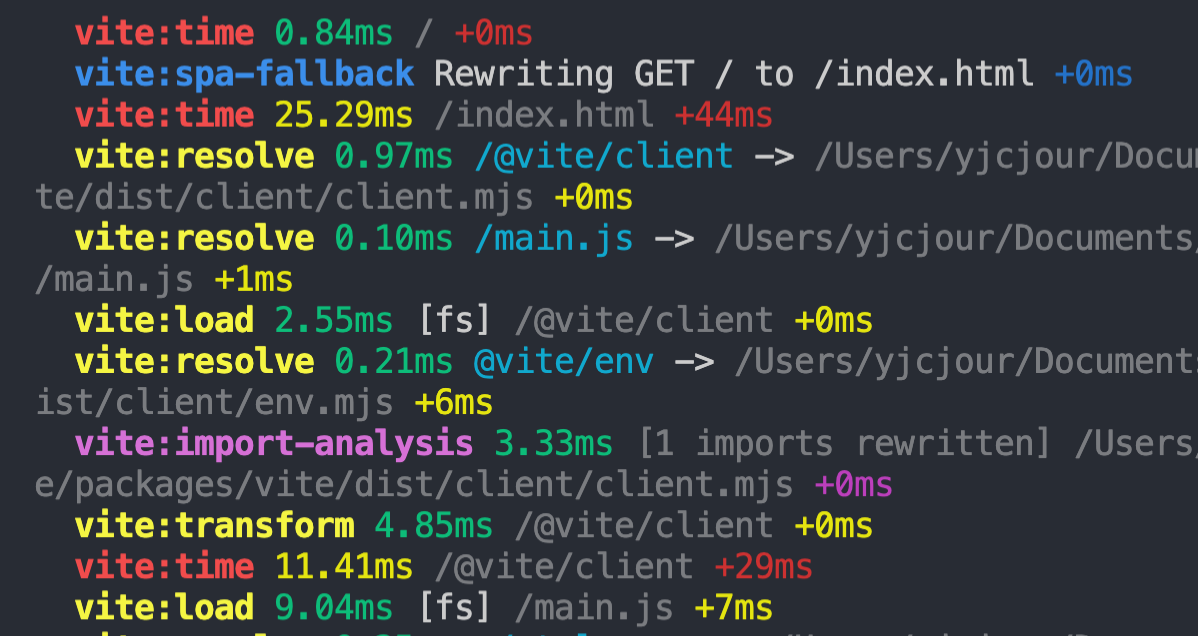 vite:time 0.84ms / +0ms
vite:spa-fallback Rewriting GET / to /index.html +0ms
vite:time 25.29ms /index.html +44ms
vite:resolve 0.97ms /@vite/client —> /Users/yjcjour/Docu
te/dist/client/client.mjs +0ms
vite:resolve 0.10ms /main.js —> /Users/yjcjour/Documents/
/main.js +1ms
vite:load 2.55ms [fs] /@vite/client +0ms
vite:resolve 0.21ms @vite/env —> /Users/yjcjour/Documents
ist/client/env.mjs +6ms
vite:import-analysis 3.33ms [1 imports rewritten] /Users/
e/packages/vite/dist/client/client.mjs +0ms
vite:transform 4.85ms /@vite/client +0ms
vite:time 11.41ms /@vite/client +29ms
vite:load 9.04ms [fs] /main.js +7ms